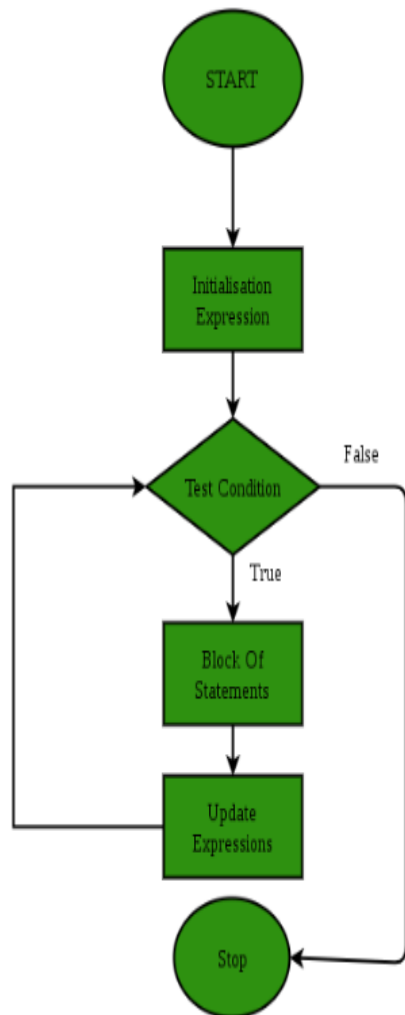 START
Initialisation
Expression
False
Test Condition
True
Block Of
Statements
Update
Expressions
Stop